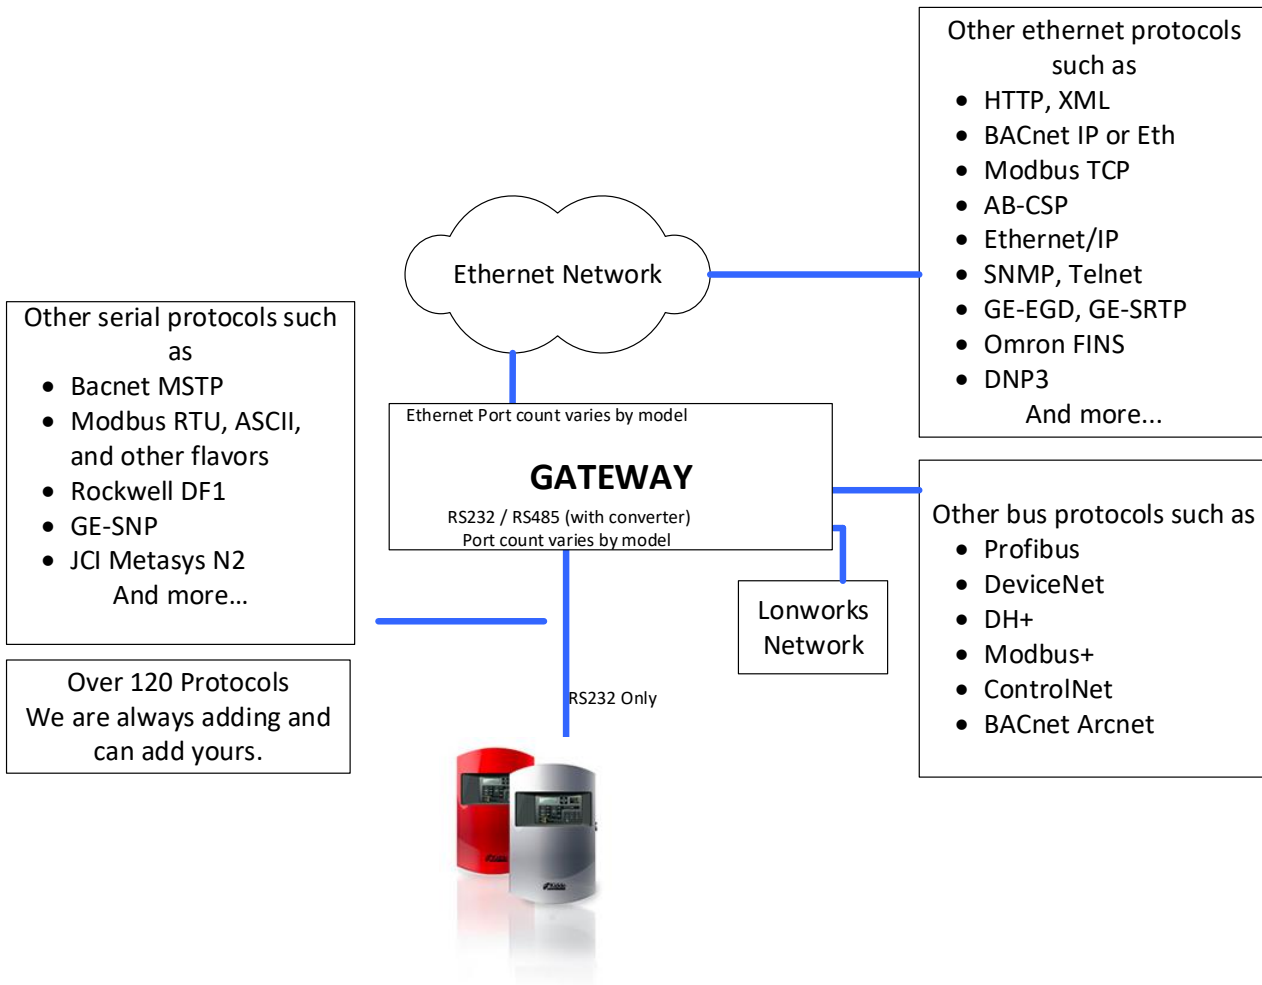 Other ethernet protocols
such as
• HTTP, XML
• BACnet IP or Eth
• Modbus TCP
• AB-CSP
• Ethernet/IP
• SNMP, Telnet
• GE-EGD, GE-SRTP
• Omron FINS
• DNP3
And more...
Ethernet Network
Other serial protocols such
as
• Bacnet MSTP
• Modbus RTU, ASCII,
and other flavors
• Rockwell DF1
• GE-SNP
• JCI Metasys N2
And more...
Ethernet Port count varies by model
GATEWAY
RS232 / RS485 (with converter)
Port count varies by model
Other bus protocols such as
• Profibus
• DeviceNet
• DH+
• Modbus+
• ControlNet
• BACnet Arcnet
Lonworks
Network
Over 120 Protocols
We are always adding and
can add yours.
RS232 Only
Kidde